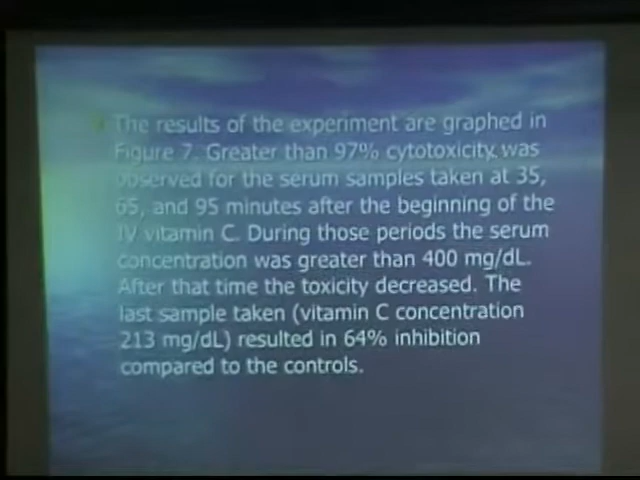 The results of the experiment are graphed in
Figure 7. Greater than 97% cytotoxicity was
observed for the serum samples taken at 35,
65, and 95 minutes after the beginning of the
IV vitamin C. During those periods the serum
concentration was greater than 400 mg/dL.
After that time the toxicity decreased. The
last sample taken (vitamin C concentration
213 mg/dL) resulted in 64% inhibition
compared to the controls.